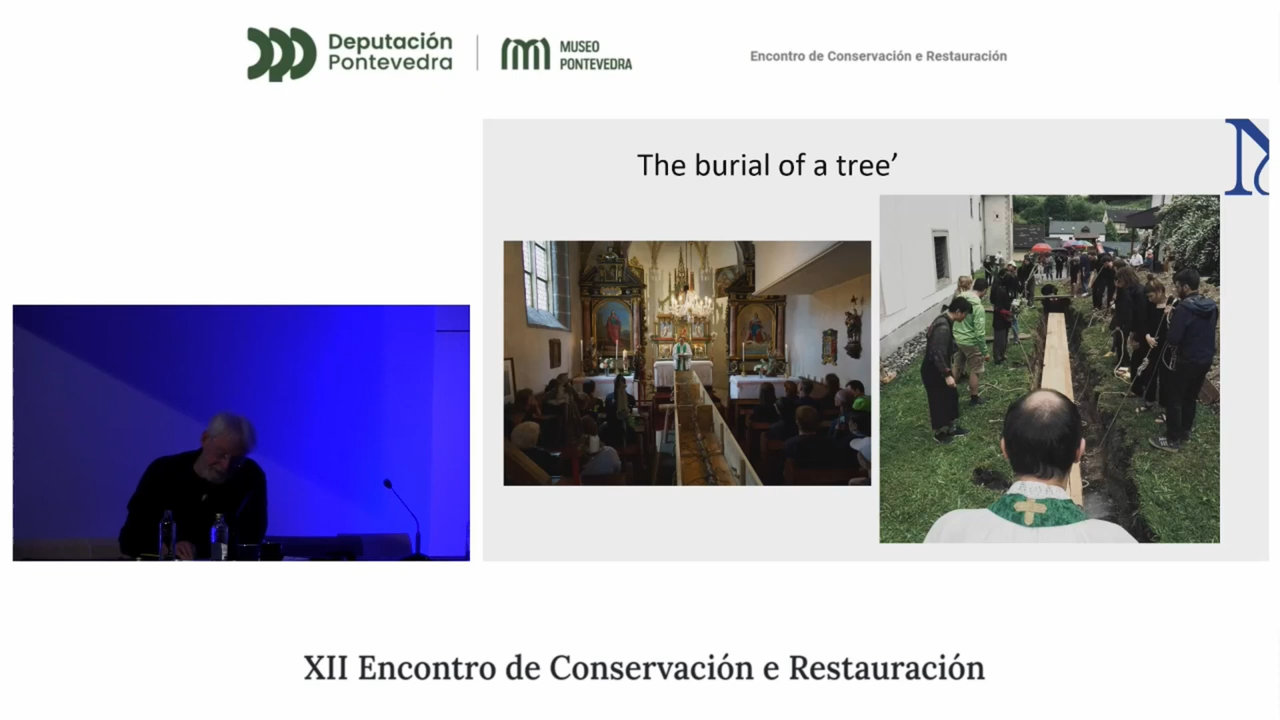 Deputación
Pontevedra
MUSEO
PONTEVEDRA
Encontro de Conservación e Restauración
The burial of a tree’
XII Encontro de Conservación e Restauración